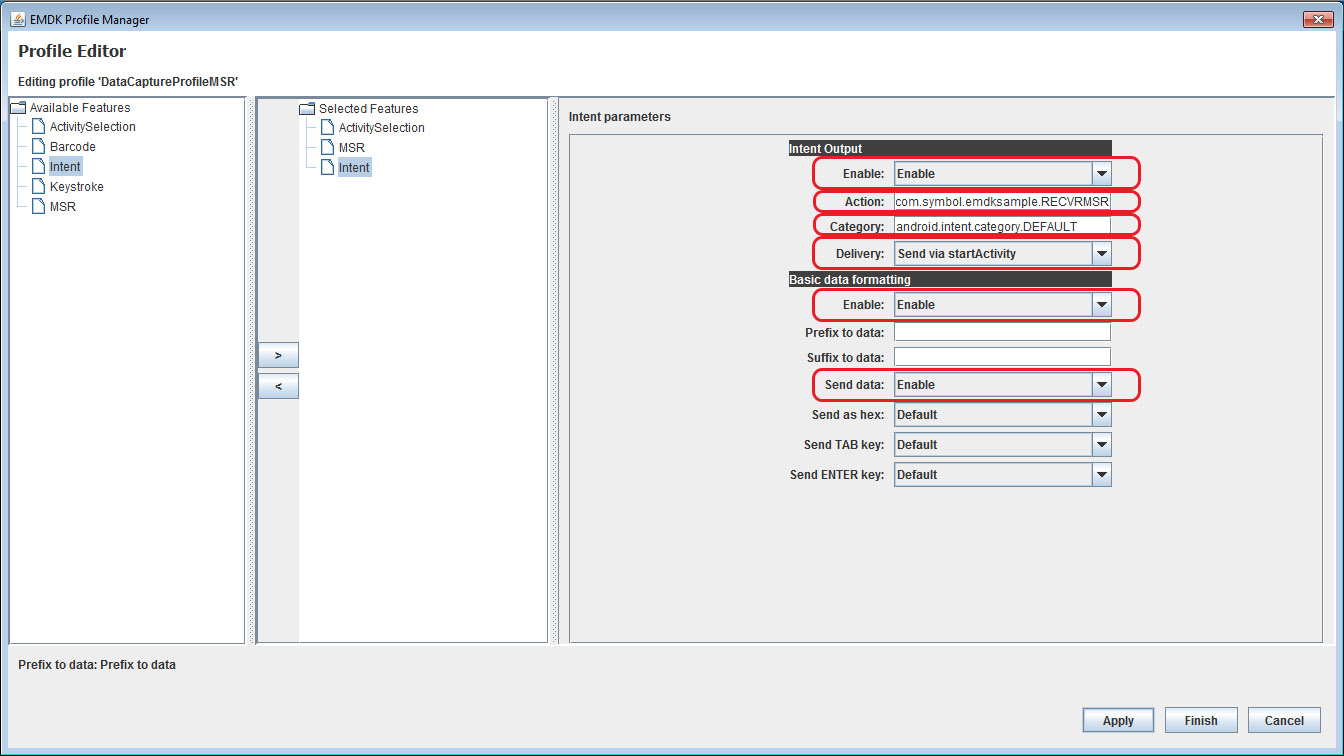 EMDK Profile Manager
Profile Editor
Editing profile 'DataCaptureProfileMSR'
Available Features
ActivitySelection
Barcode
Intent
Keystroke
MSR
>
<
Selected Features
ActivitySelection
MSR
Intent
Intent parameters
Intent Output
Enable: Enable
Action: com.symbol.emdksample.RECVRMSR
Category: android.intent.category.DEFAULT
Delivery: Send via startActivity
Basic data formatting
Enable: Enable
Prefix to data:
Suffix to data:
Send data: Enable
Send as hex: Default
Send TAB key: Default
Send ENTER key: Default
Prefix to data: Prefix to data
Apply Finish Cancel